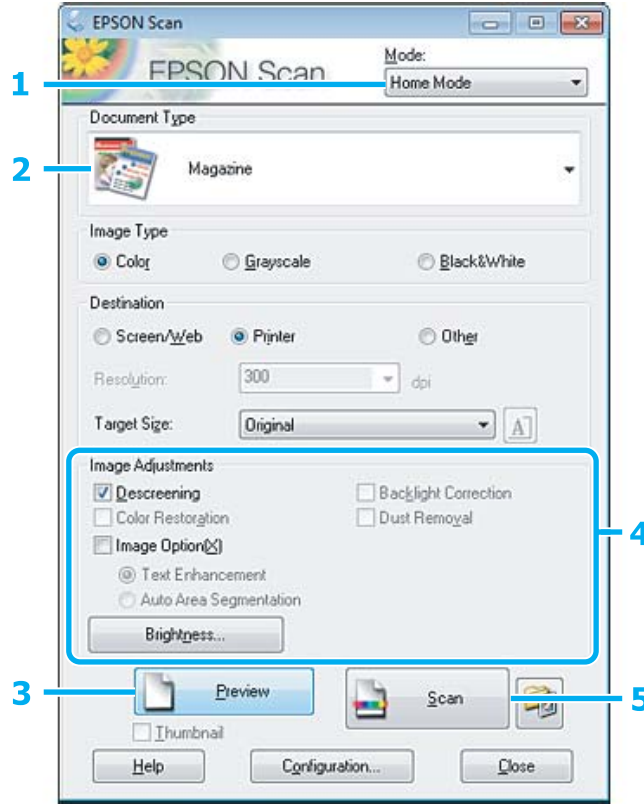 EPSON Scan
EPSON Scan
Mode:
1 Home Mode
Document Type
2 Magazine
Image Type
Color Grayscale Black&White
Destination
Screen/Web Printer Other
Resolution: 300 dpi
Target Size: Original A
Image Adjustments
Descreening Backlight Correction
Color Restoration Dust Removal 4
Image Option(X)
Text Enhancement
Auto Area Segmentation
Brightness...
3 Preview Scan 5
Thumbnail
Help Configuration... Close